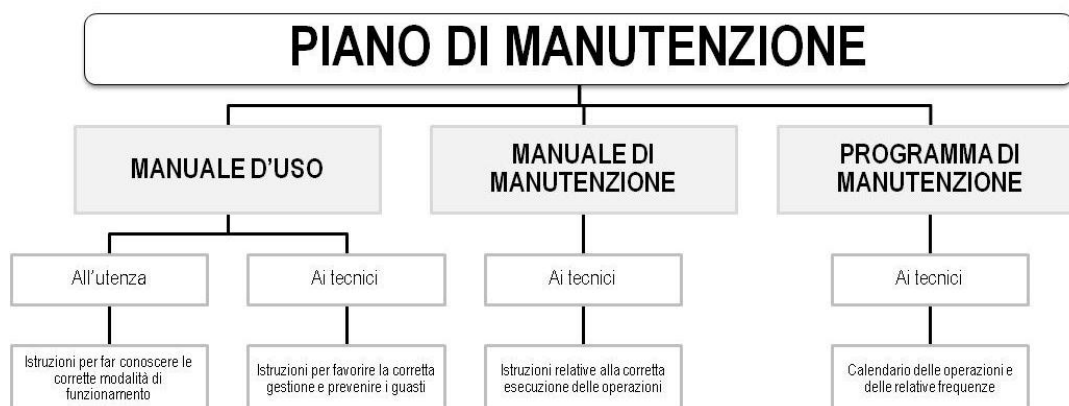 PIANO DI MANUTENZIONE
MANUALE D'USO
MANUALE DI
MANUTENZIONE
PROGRAMMA DI
MANUTENZIONE
All'utenza
Ai tecnici
Ai tecnici
Ai tecnici
Istruzioni per far conoscere le
corrette modalità di
funzionamento
Istruzioni per favorire la corretta
gestione e prevenire i guasti
Istruzioni relative alla corretta
esecuzione delle operazioni
Calendario delle operazioni e
delle relative frequenze